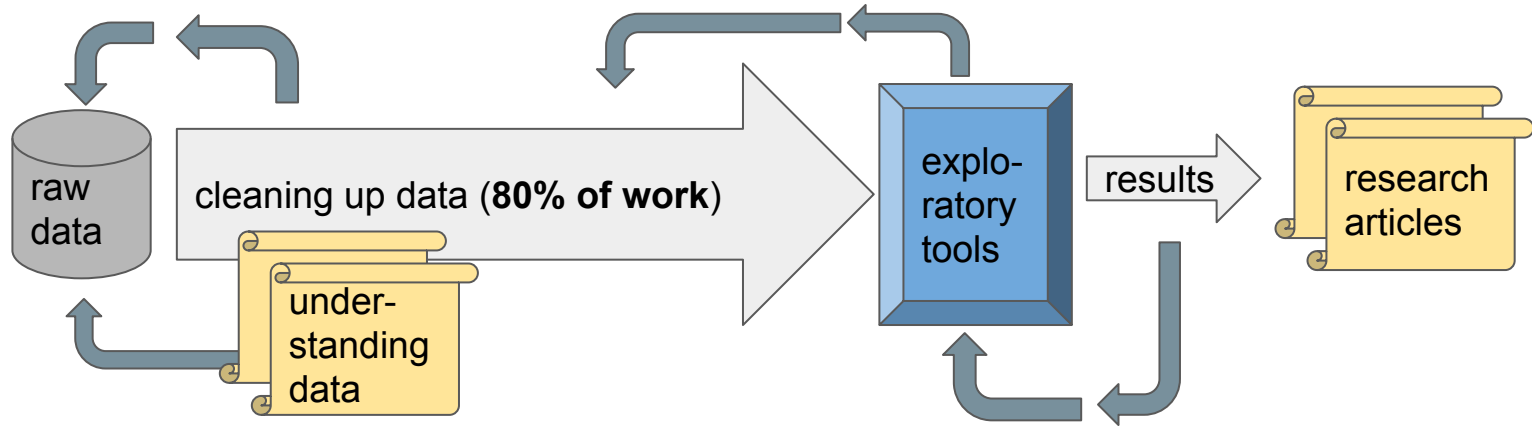 raw
data
cleaning up data (80% of work)
under-
standing
data
explo-
ratory
tools
results
research
articles